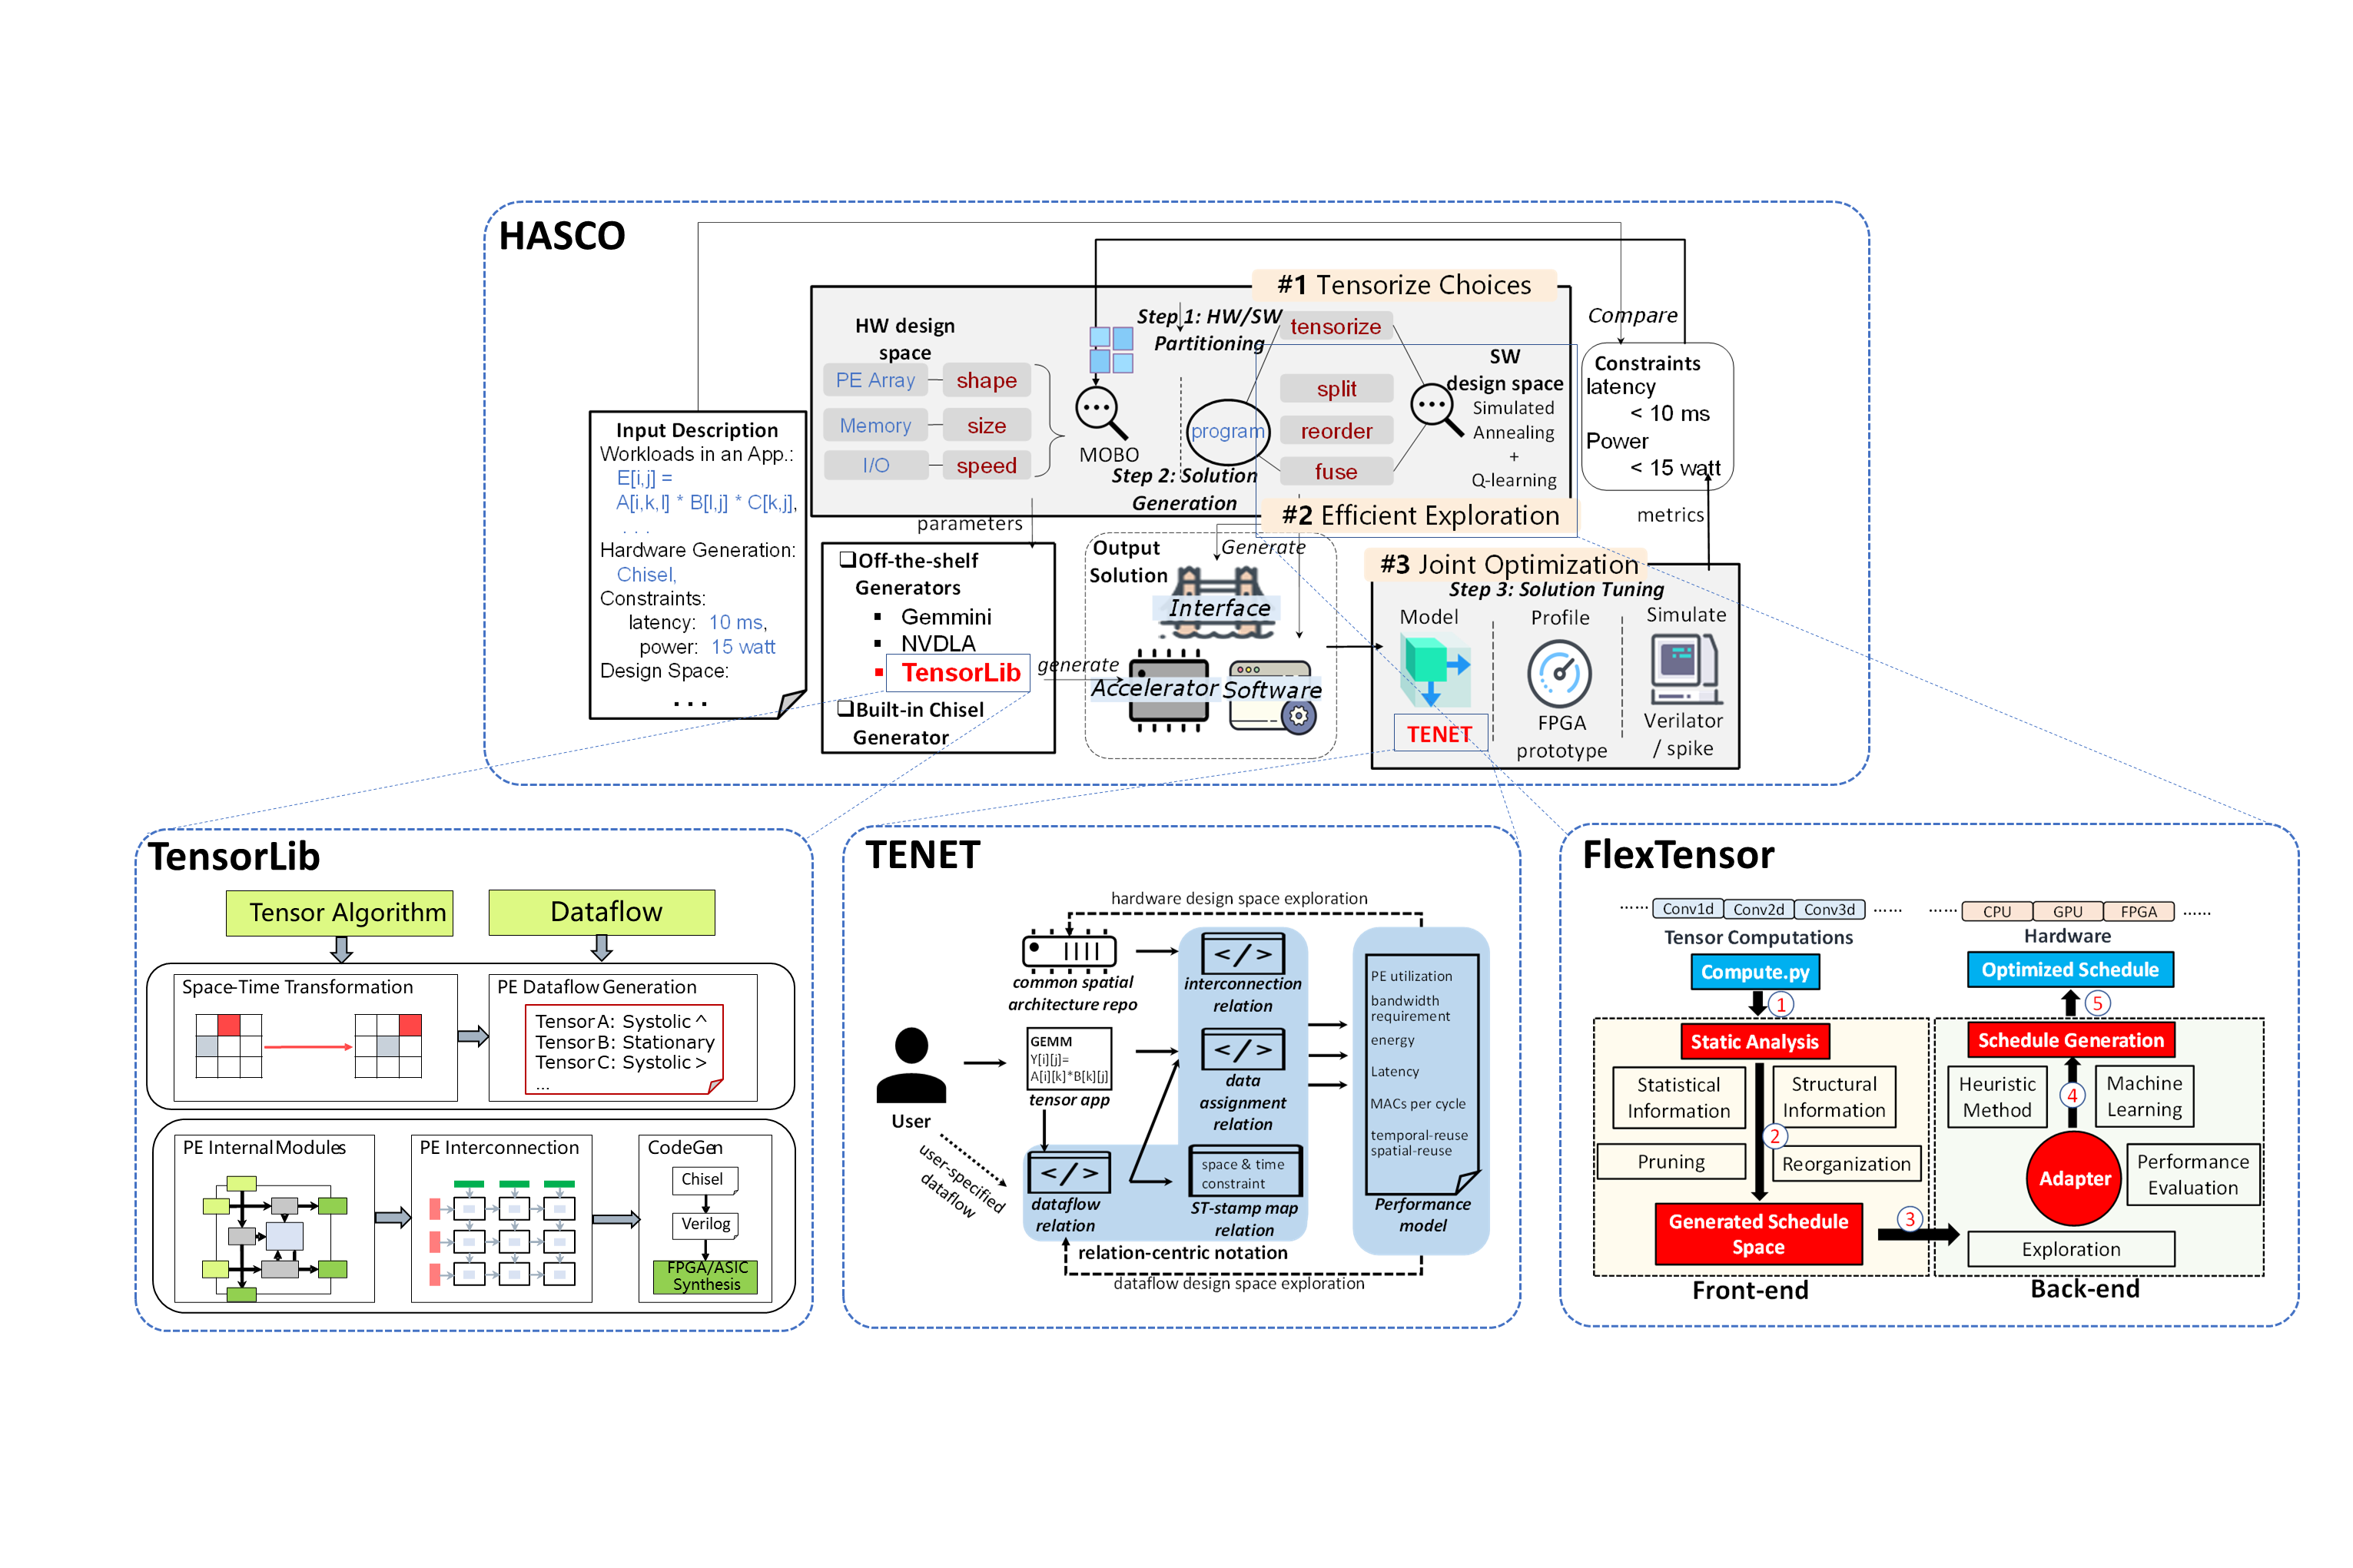 HASCO
#1 Tensorize Choices
HW design
space
PE Array
shape
Memory
size
I/O
speed
MOBO
Step 1: HW/SW
Partitioning
Step 2: Solution
Generation
program
tensorize
split
reorder
fuse
SW
design space
Simulated
Annealing
+
Q-learning
#2 Efficient Exploration
Compare
Constraints
latency
< 10 ms
Power
< 15 watt
metrics
Input Description
Workloads in an App.:
E[i,j] =
A[i,k,l] * B[l,j] * C[k,j],
. . .
Hardware Generation:
Chisel,
Constraints:
latency: 10 ms,
power: 15 watt
Design Space:
. . .
parameters
❑Off-the-shelf
Generators
▪ Gemmini
▪ NVDLA
▪ TensorLib
❑Built-in Chisel
Generator
generate
Output
Solution
Generate
Interface
Accelerator
Software
#3 Joint Optimization
Step 3: Solution Tuning
Model
TENET
Profile
FPGA
prototype
Simulate
Verilator
/ spike
TensorLib
Tensor Algorithm
Dataflow
Space-Time Transformation
PE Dataflow Generation
Tensor A: Systolic ^
Tensor B: Stationary
Tensor C: Systolic >
...
PE Internal Modules
PE Interconnection
CodeGen
Chisel
Verilog
FPGA/ASIC
Synthesis
TENET
hardware design space exploration
common spatial
architecture repo
User
GEMM
Y[i][j]=
A[i][k]*B[k][j]
tensor app
user-specified
dataflow
</>
dataflow
relation
</>
interconnection
relation
</>
data
assignment
relation
space & time
constraint
ST-stamp map
relation
relation-centric notation
PE utilization
bandwidth
requirement
energy
Latency
MACs per cycle
temporal-reuse
spatial-reuse
Performance
model
dataflow design space exploration
FlexTensor
...... Conv1d Conv2d Conv3d ......
Tensor Computations
Compute.py
1
Static Analysis
Statistical
Information
Structural
Information
2
Pruning
Reorganization
Generated Schedule
Space
Front-end
3
...... CPU GPU FPGA ......
Hardware
Optimized Schedule
5
Schedule Generation
Heuristic
Method
4
Machine
Learning
Adapter
Performance
Evaluation
Exploration
Back-end